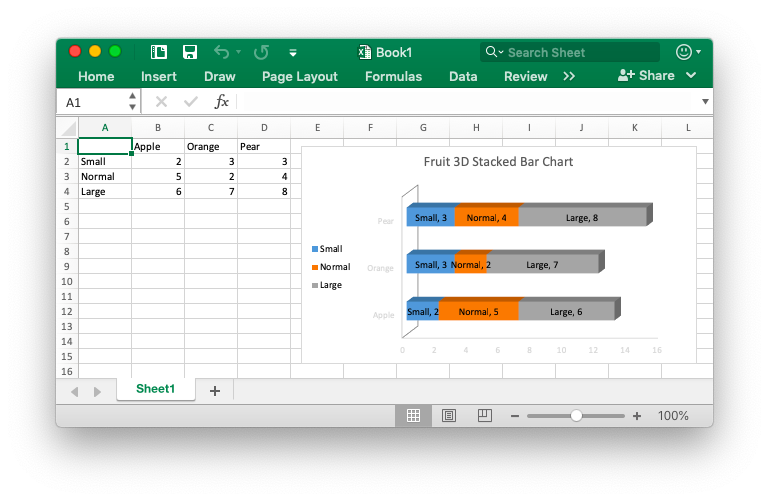 Book1
Search Sheet
Home Insert Draw Page Layout Formulas Data Review >> Share
A1 fx
A B C D E F G H I J K L
1 Apple Orange Pear
2 Small 2 3 3
3 Normal 5 2 4
4 Large 6 7 8
5
6
7
8
9
10
11
12
13
14
15
16
Fruit 3D Stacked Bar Chart
Small
Normal
Large
Pear Small, 3 Normal, 4 Large, 8
Orange Small, 3 Normal, 2 Large, 7
Apple Small, 2 Normal, 5 Large, 6
0 2 4 6 8 10 12 14 16
Sheet1 +
100%